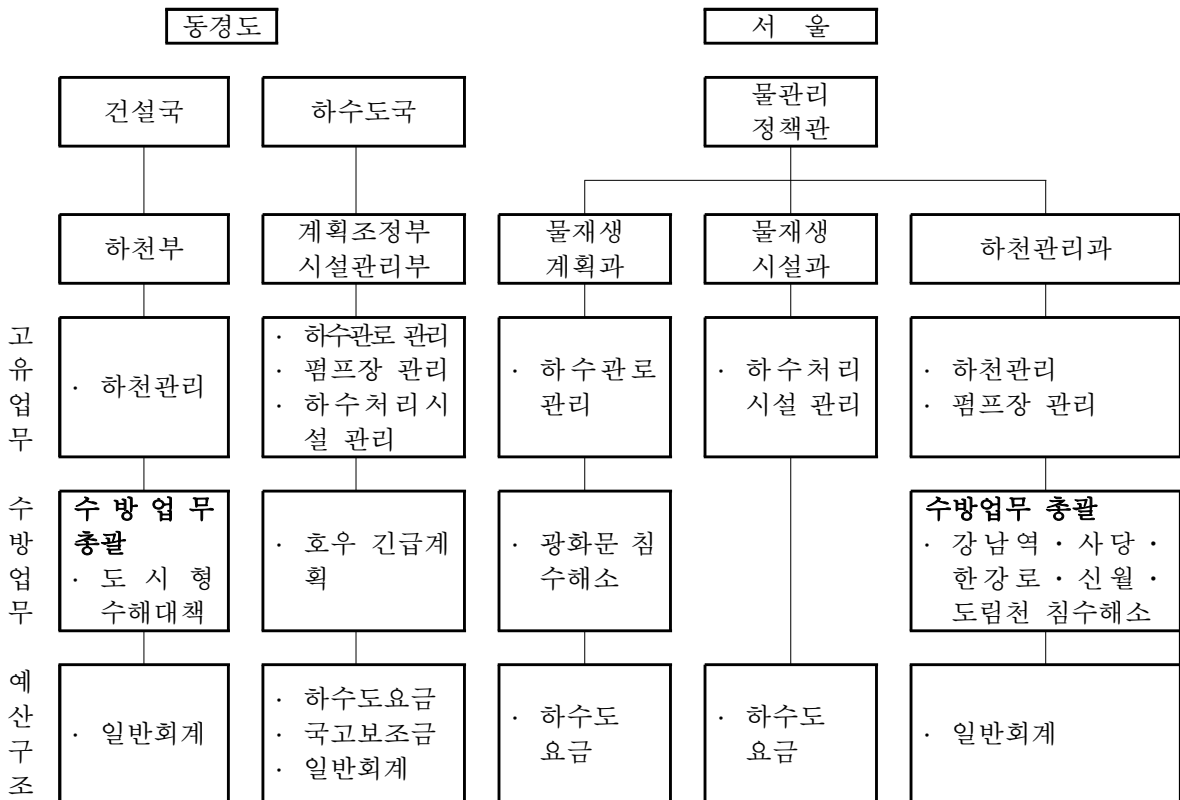 동경도
서 울
건설국
하수도국
물관리
정책관
하천부
계획조정부
시설관리부
물재생
계획과
물재생
시설과
하천관리과
고
유
업
무
· 하천관리
· 하수관로 관리
· 펌프장 관리
· 하수처리시
설 관리
· 하수관로
관리
· 하수처리
시설 관리
· 하천관리
· 펌프장 관리
수
방
업
무
수 방 업 무
총괄
· 도 시 형
수해대책
· 호우 긴급계
획
· 광화문 침
수해소
수방업무 총괄
· 강남역·사당·
한강로·신월·
도림천 침수해소
예
산
구
조
· 일반회계
· 하수도요금
· 국고보조금
· 일반회계
· 하수도
요금
· 하수도
요금
· 일반회계